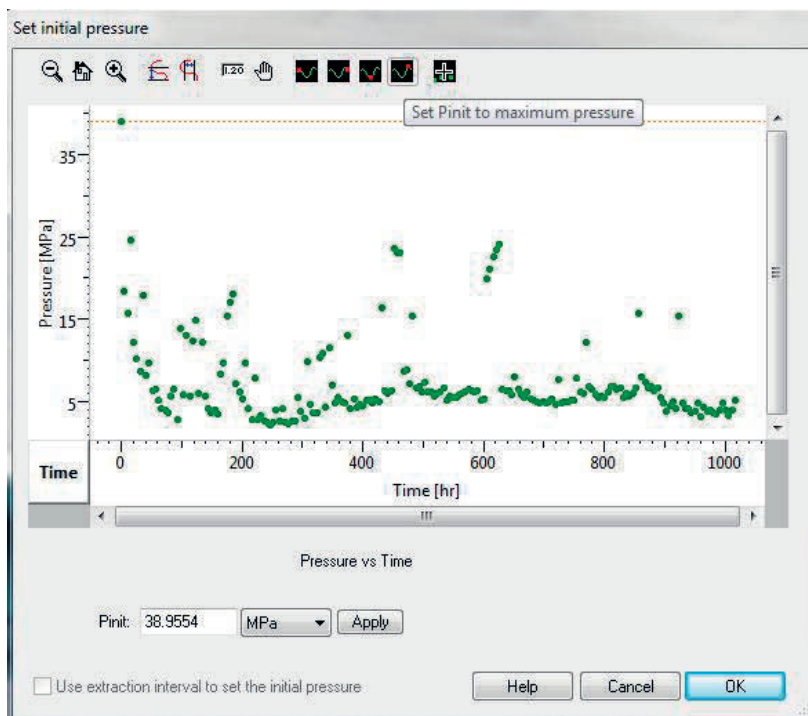 Set initial pressure
1.20
Set Pinit to maximum pressure
Pressure [MPa]
35
25
15
5
Time
0 200 400 600 800 1000
Time [hr]
Pressure vs Time
Pinit: 38.9554 MPa Apply
Use extraction interval to set the initial pressure Help Cancel OK